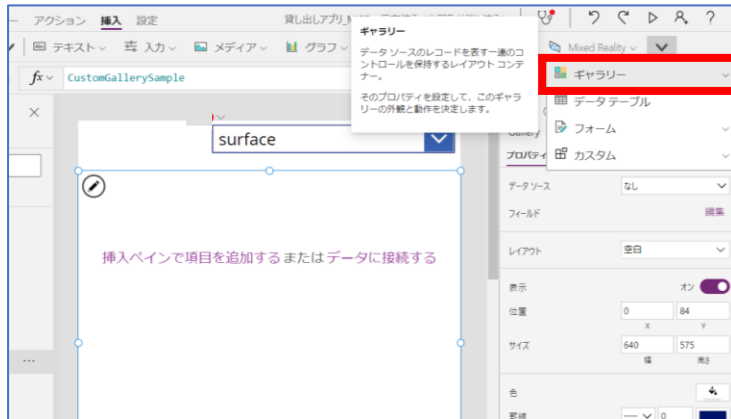 アクション 挿入 設定
貸し出しアプリ_
テキスト 入力 メディア グラフ
Mixed Reality
ギャラリー
データ ソースのレコードを表す一連のコ
ントロールを保持するレイアウト コンテ
ナー。
そのプロパティを設定して、このギャラ
リーの外観と動作を決定します。
ギャラリー
データ テーブル
フォーム
カスタム
fx CustomGallerySample
surface
挿入ペインで項目を追加する または データに接続する
Gallery
プロパティ
データ ソース なし
フィールド 編集
レイアウト 空白
表示 オン
位置 0 84
X Y
サイズ 640 575
幅 高さ
色
罫線 0